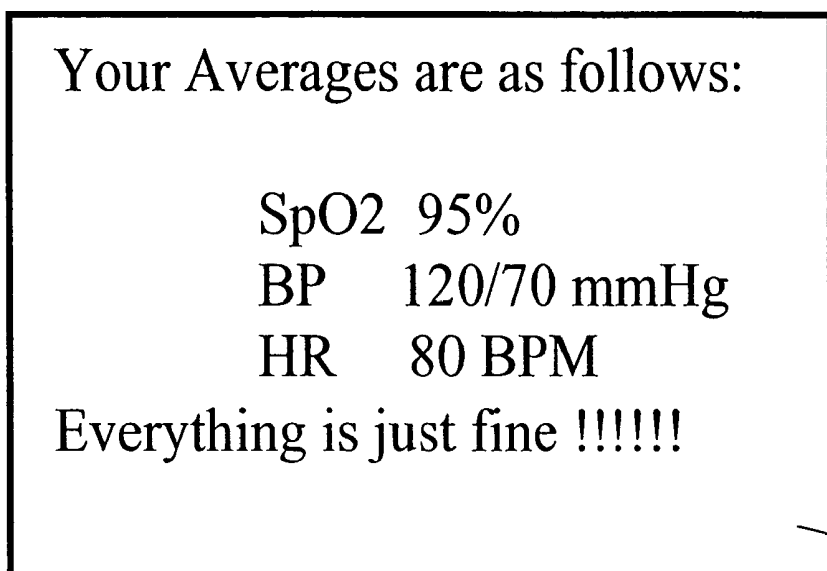 Your Averages are as follows:
SpO2 95%
BP 120/70 mmHg
HR 80 BPM
Everything is just fine !!!!!!